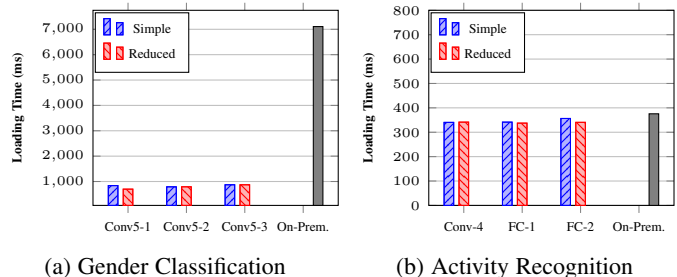 7,000
6,000
5,000
4,000
3,000
2,000
1,000
Loading Time (ms)
Simple
Reduced
Conv5-1 Conv5-2 Conv5-3 On-Prem.
(a) Gender Classification
800
700
600
500
400
300
200
100
0
Loading Time (ms)
Simple
Reduced
Conv-4 FC-1 FC-2 On-Prem.
(b) Activity Recognition